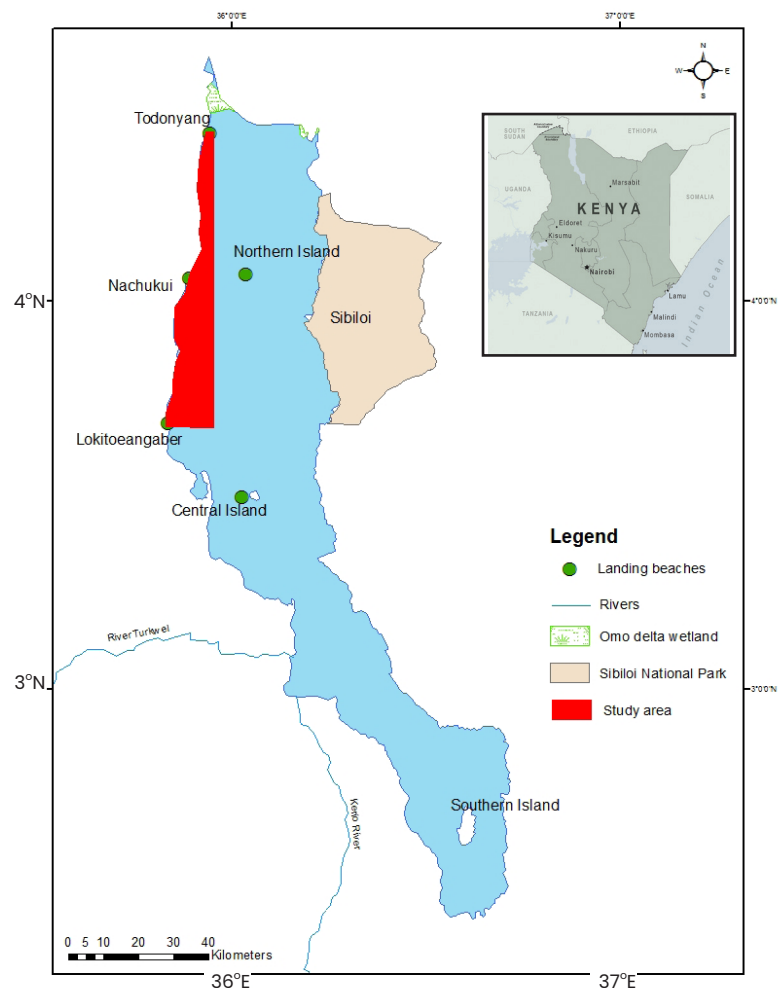 36°0'0"E
37°0'0"E
N
W
E
S
Todonyang
SOUTH
SUDAN
ETHIOPIA
Marsabit
UGANDA
SOMALIA
KENYA
Eldoret
Kisumu
Nakuru
Nairobi
Lamu
TANZANIA
Malindi
Mombasa
Indian Ocean
Northern Island
Nachukui
4°N
4°0'0"N
Sibiloi
Lokitoeangaber
Central Island
Legend
Landing beaches
Rivers
Omo delta wetland
Sibiloi National Park
Study area
River Turkwel
3°N
3°0'0"N
Kerio River
Southern Island
0 5 10 20 30 40
Kilometers
36°E
37°E